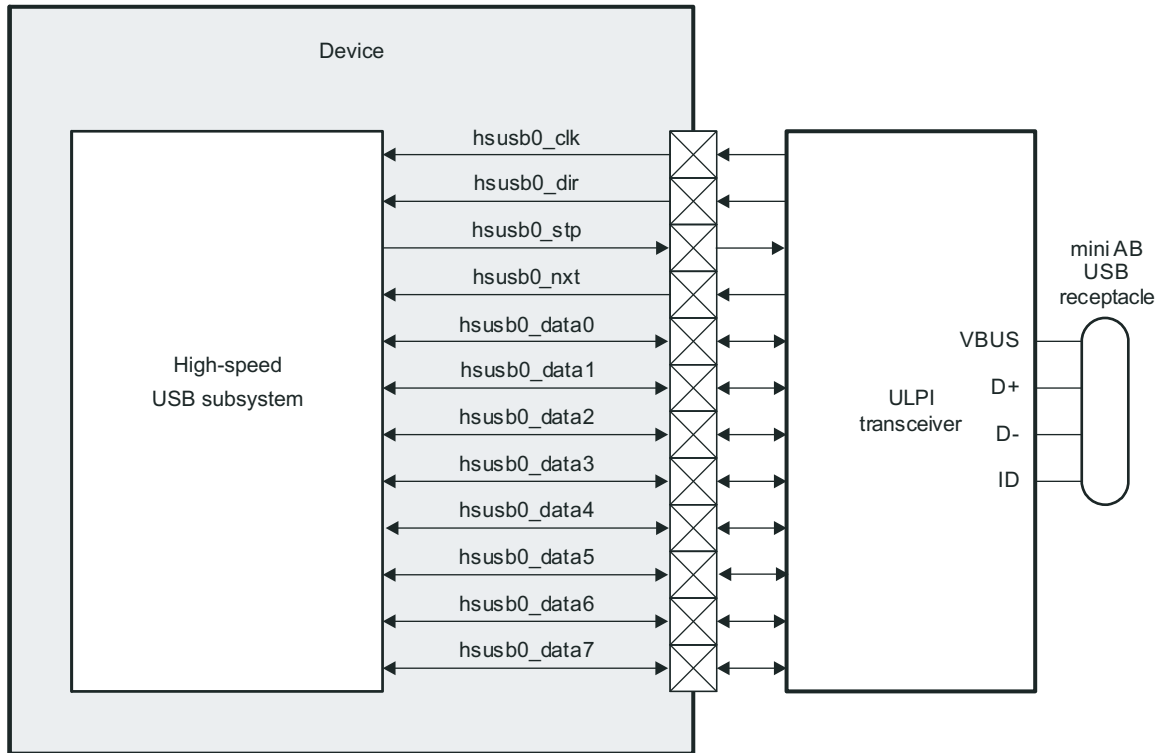 Device
hsusb0_clk
hsusb0_dir
hsusb0_stp
hsusb0_nxt
hsusb0_data0
hsusb0_data1
hsusb0_data2
hsusb0_data3
hsusb0_data4
hsusb0_data5
hsusb0_data6
hsusb0_data7
High-speed
USB subsystem
ULPI
transceiver
VBUS
D+
D-
ID
mini AB
USB
receptacle